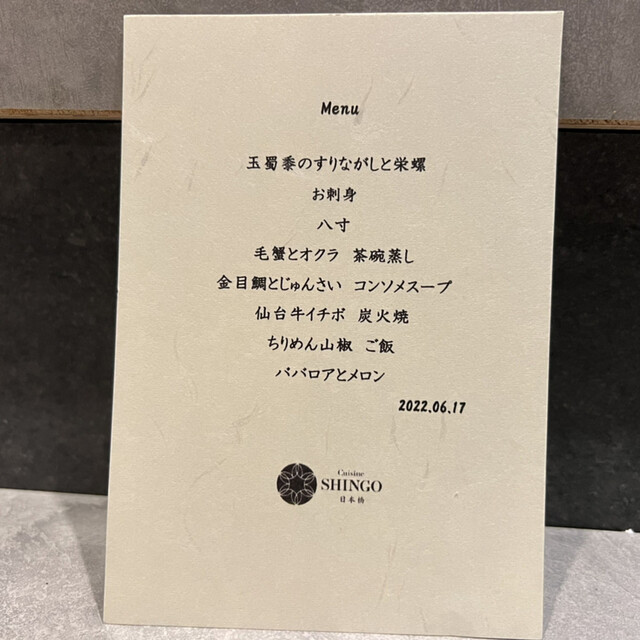 Menu
玉蜀黍のすりながしと栄螺
お刺身
八寸
毛蟹とオクラ 茶碗蒸し
金目鯛とじゅんさい コンソメスープ
仙台牛イチボ 炭火焼
ちりめん山椒 ご飯
ババロアとメロン
2022.06.17
Cuisine
SHINGO
日本橋